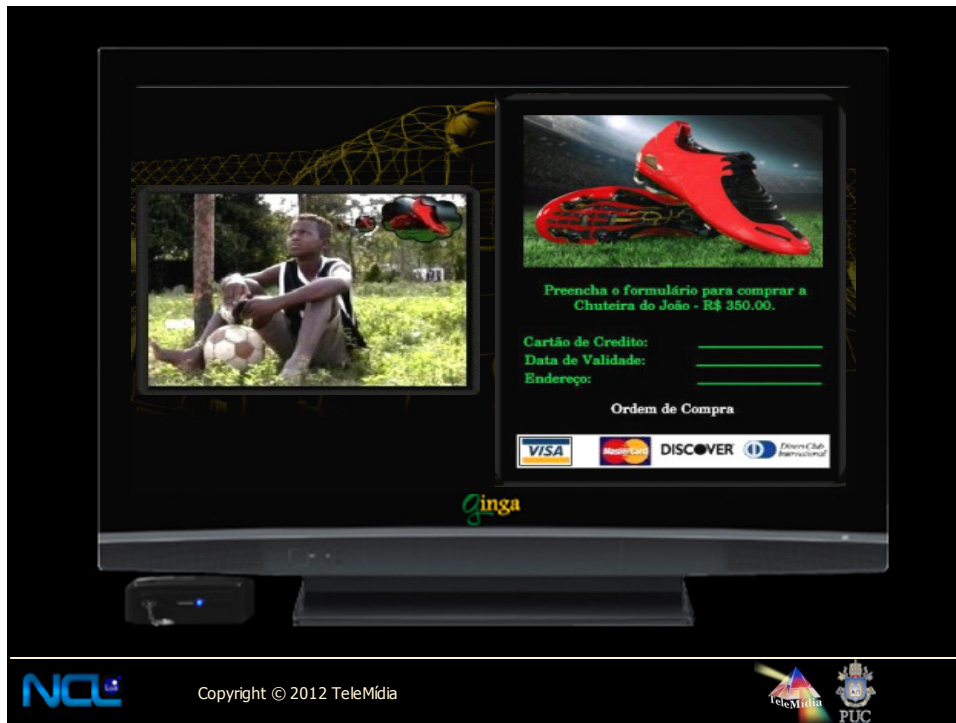 Preencha o formulário para comprar a
Chuteira do João - R$ 350.00.
Cartão de Credito:
Data de Validade:
Endereço:
Ordem de Compra
VISA
MasterCard
DISCOVER
Diners Club
International
Ginga
NCL
Lua
Copyright © 2012 TeleMídia
TeleMídia
PUC